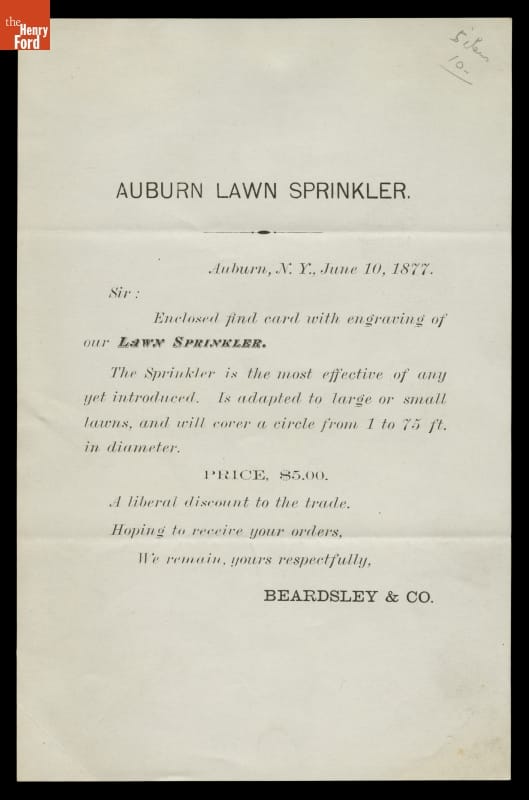 the
Henry
Ford
10-
AUBURN LAWN SPRINKLER.
Auburn, N. Y., June 10, 1877.
Sir:
Enclosed find card with engraving of
our LAWN SPRINKLER.
The Sprinkler is the most effective of any
yet introduced. Is adapted to large or small
lawns, and will cover a circle from 1 to 75 ft.
in diameter.
PRICE, $5.00.
A liberal discount to the trade.
Hoping to receive your orders,
We remain, yours respectfully,
BEARDSLEY & CO.